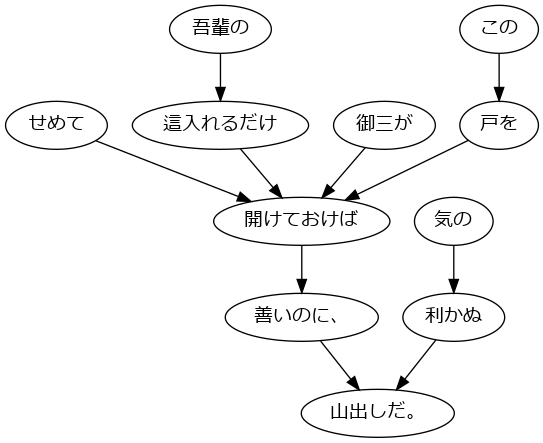 吾輩の
この
せめて
這入れるだけ
御三が
戸を
開けておけば
気の
善いのに、
利かぬ
山出しだ。